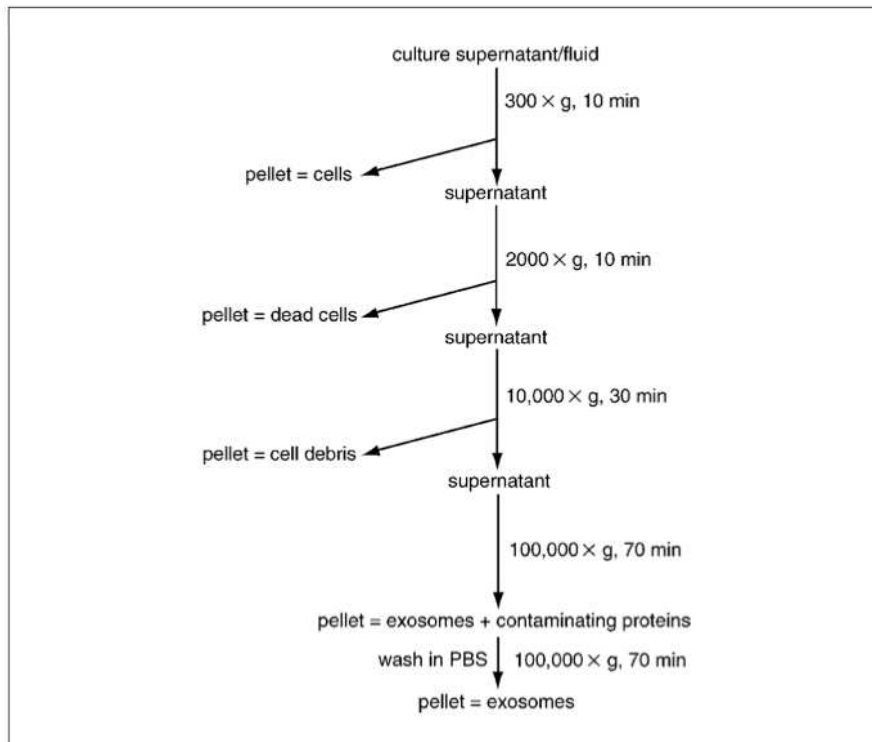 culture supernatant/fluid
300 × g, 10 min
pellet = cells
supernatant
2000 × g, 10 min
pellet = dead cells
supernatant
10,000 × g, 30 min
pellet = cell debris
supernatant
100,000 × g, 70 min
pellet = exosomes + contaminating proteins
wash in PBS 100,000 × g, 70 min
pellet = exosomes